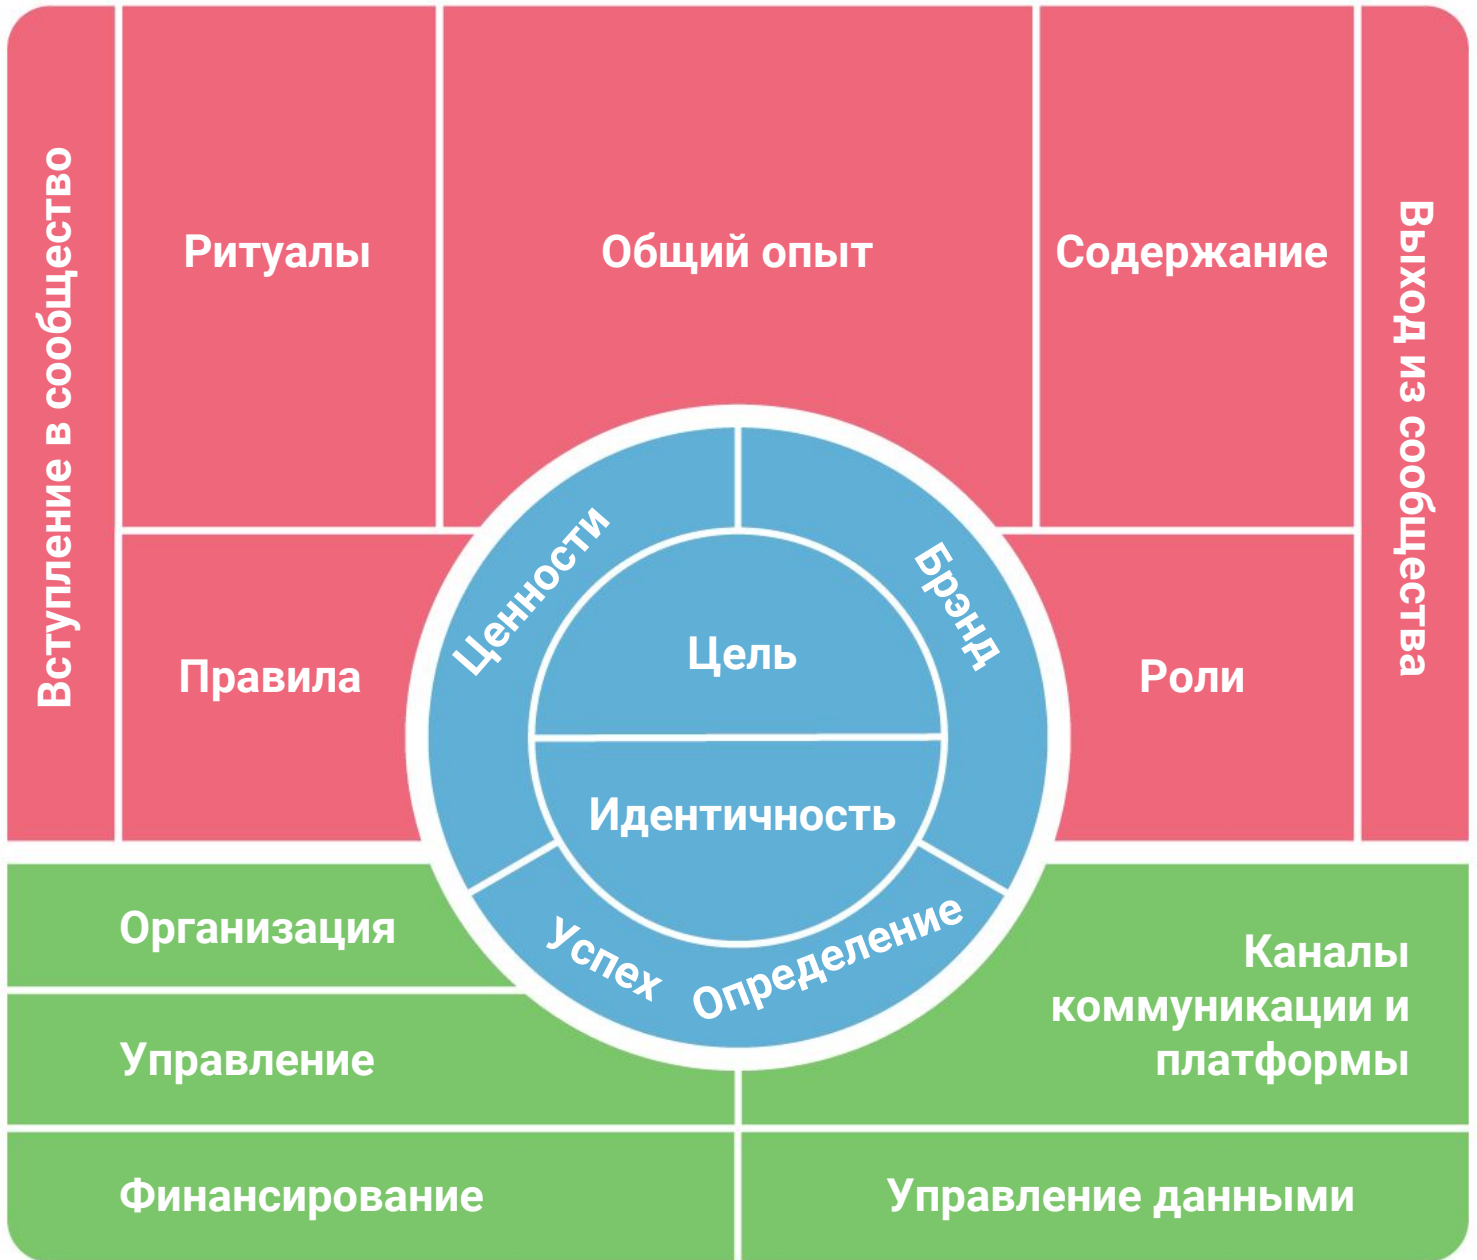 Вступление в сообщество
Ритуалы
Общий опыт
Содержание
Выход из сообщества
Правила
Ценности
Брэнд
Цель
Идентичность
Роли
Успех Определение
Организация
Управление
Каналы
коммуникации и
платформы
Финансирование
Управление данными